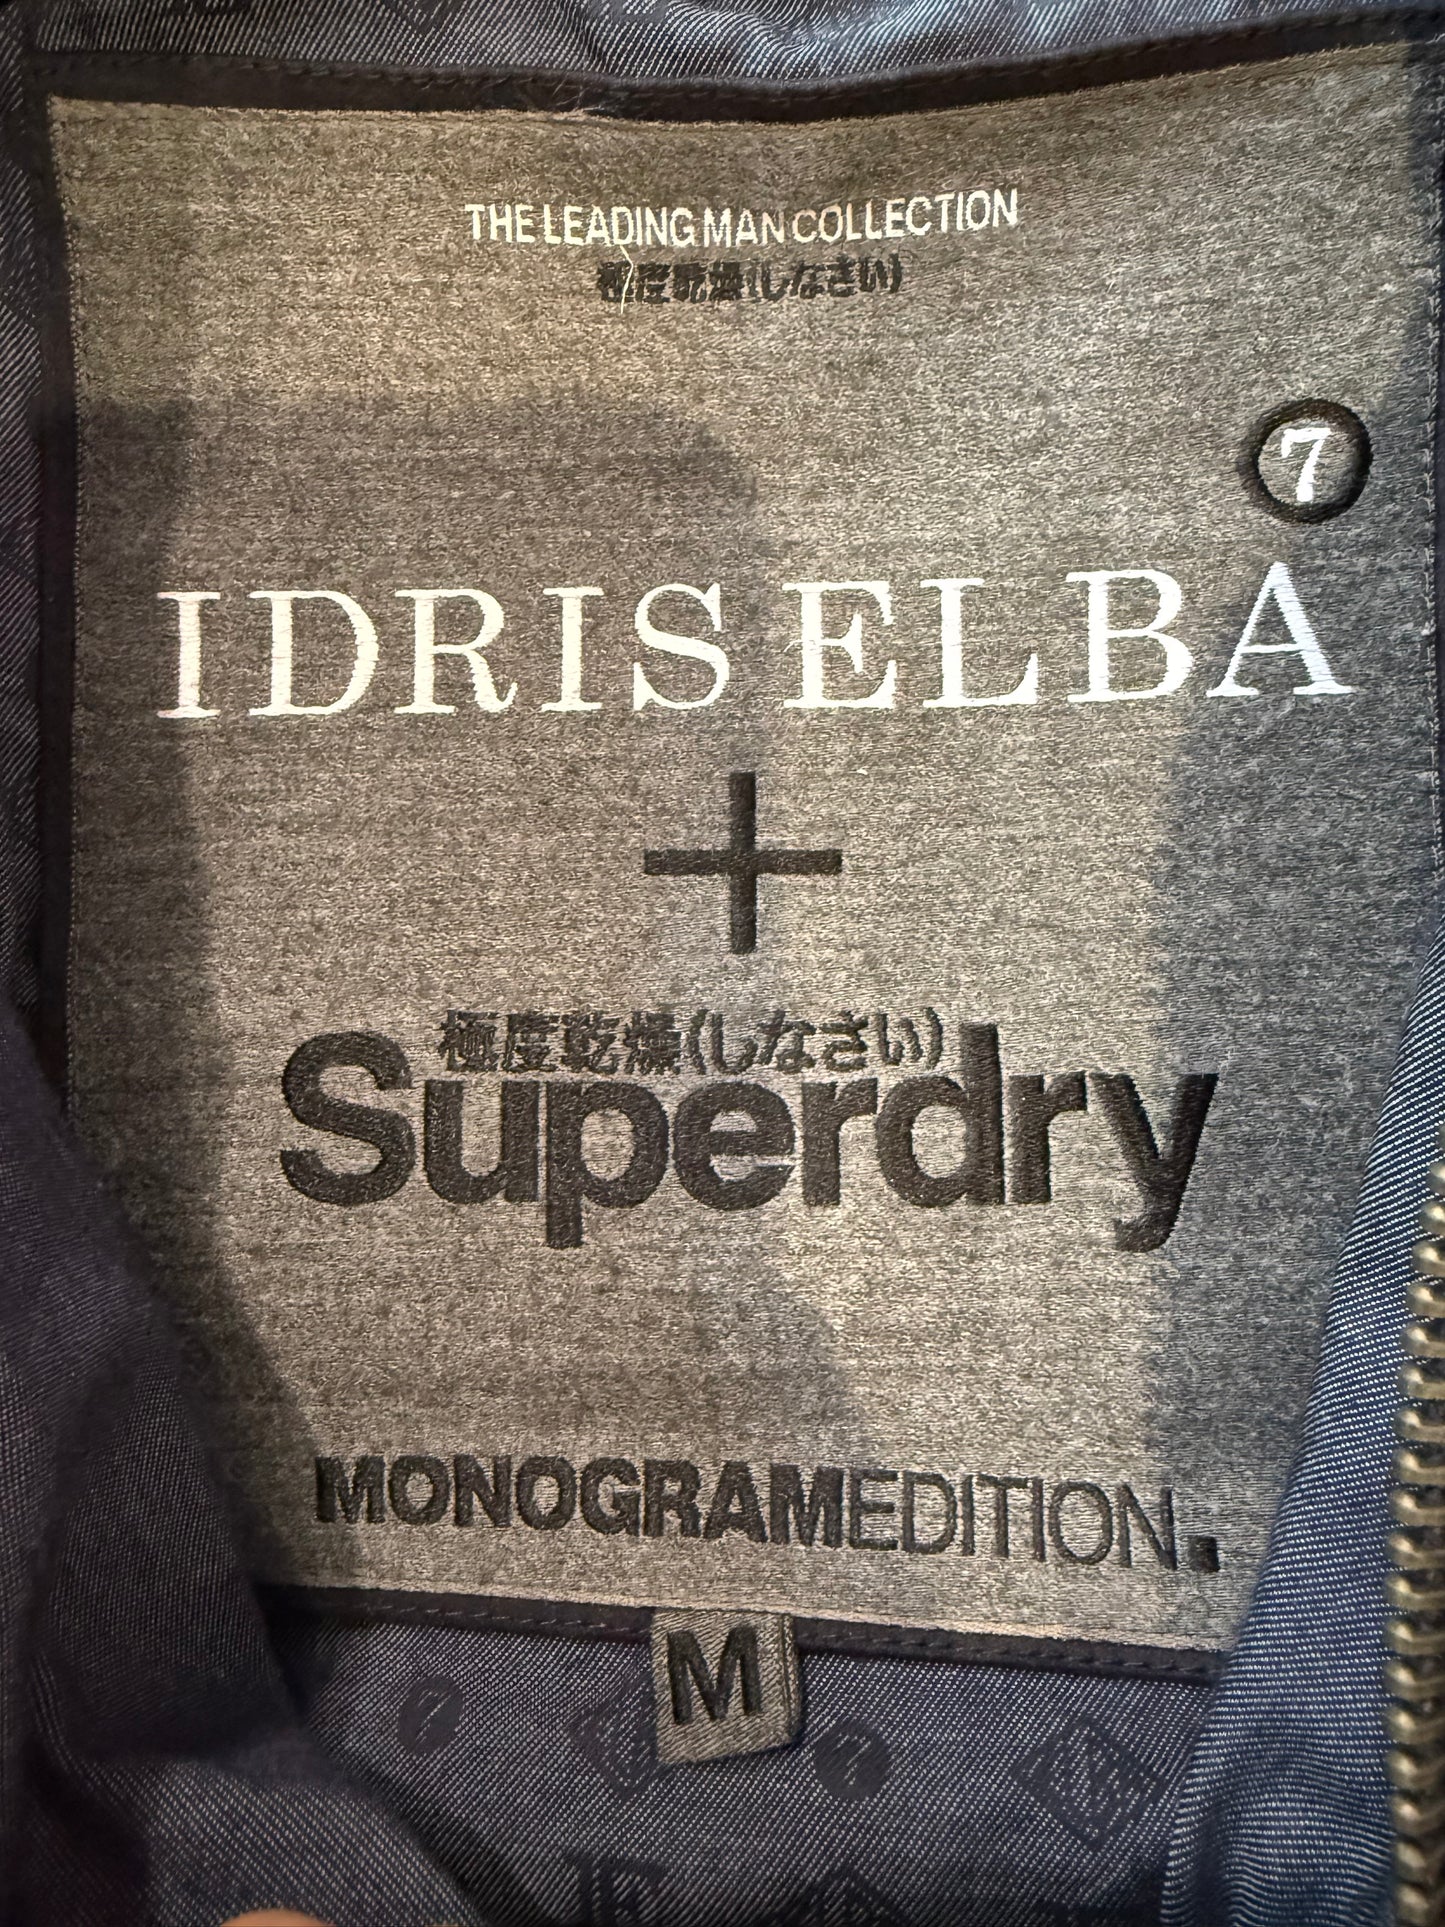 THE LEADING MAN COLLECTION
極度乾燥(しなさい)
7
IDRIS ELBA
+
極度乾燥(しなさい)
Superdry
MONOGRAMEDITION.
M
7